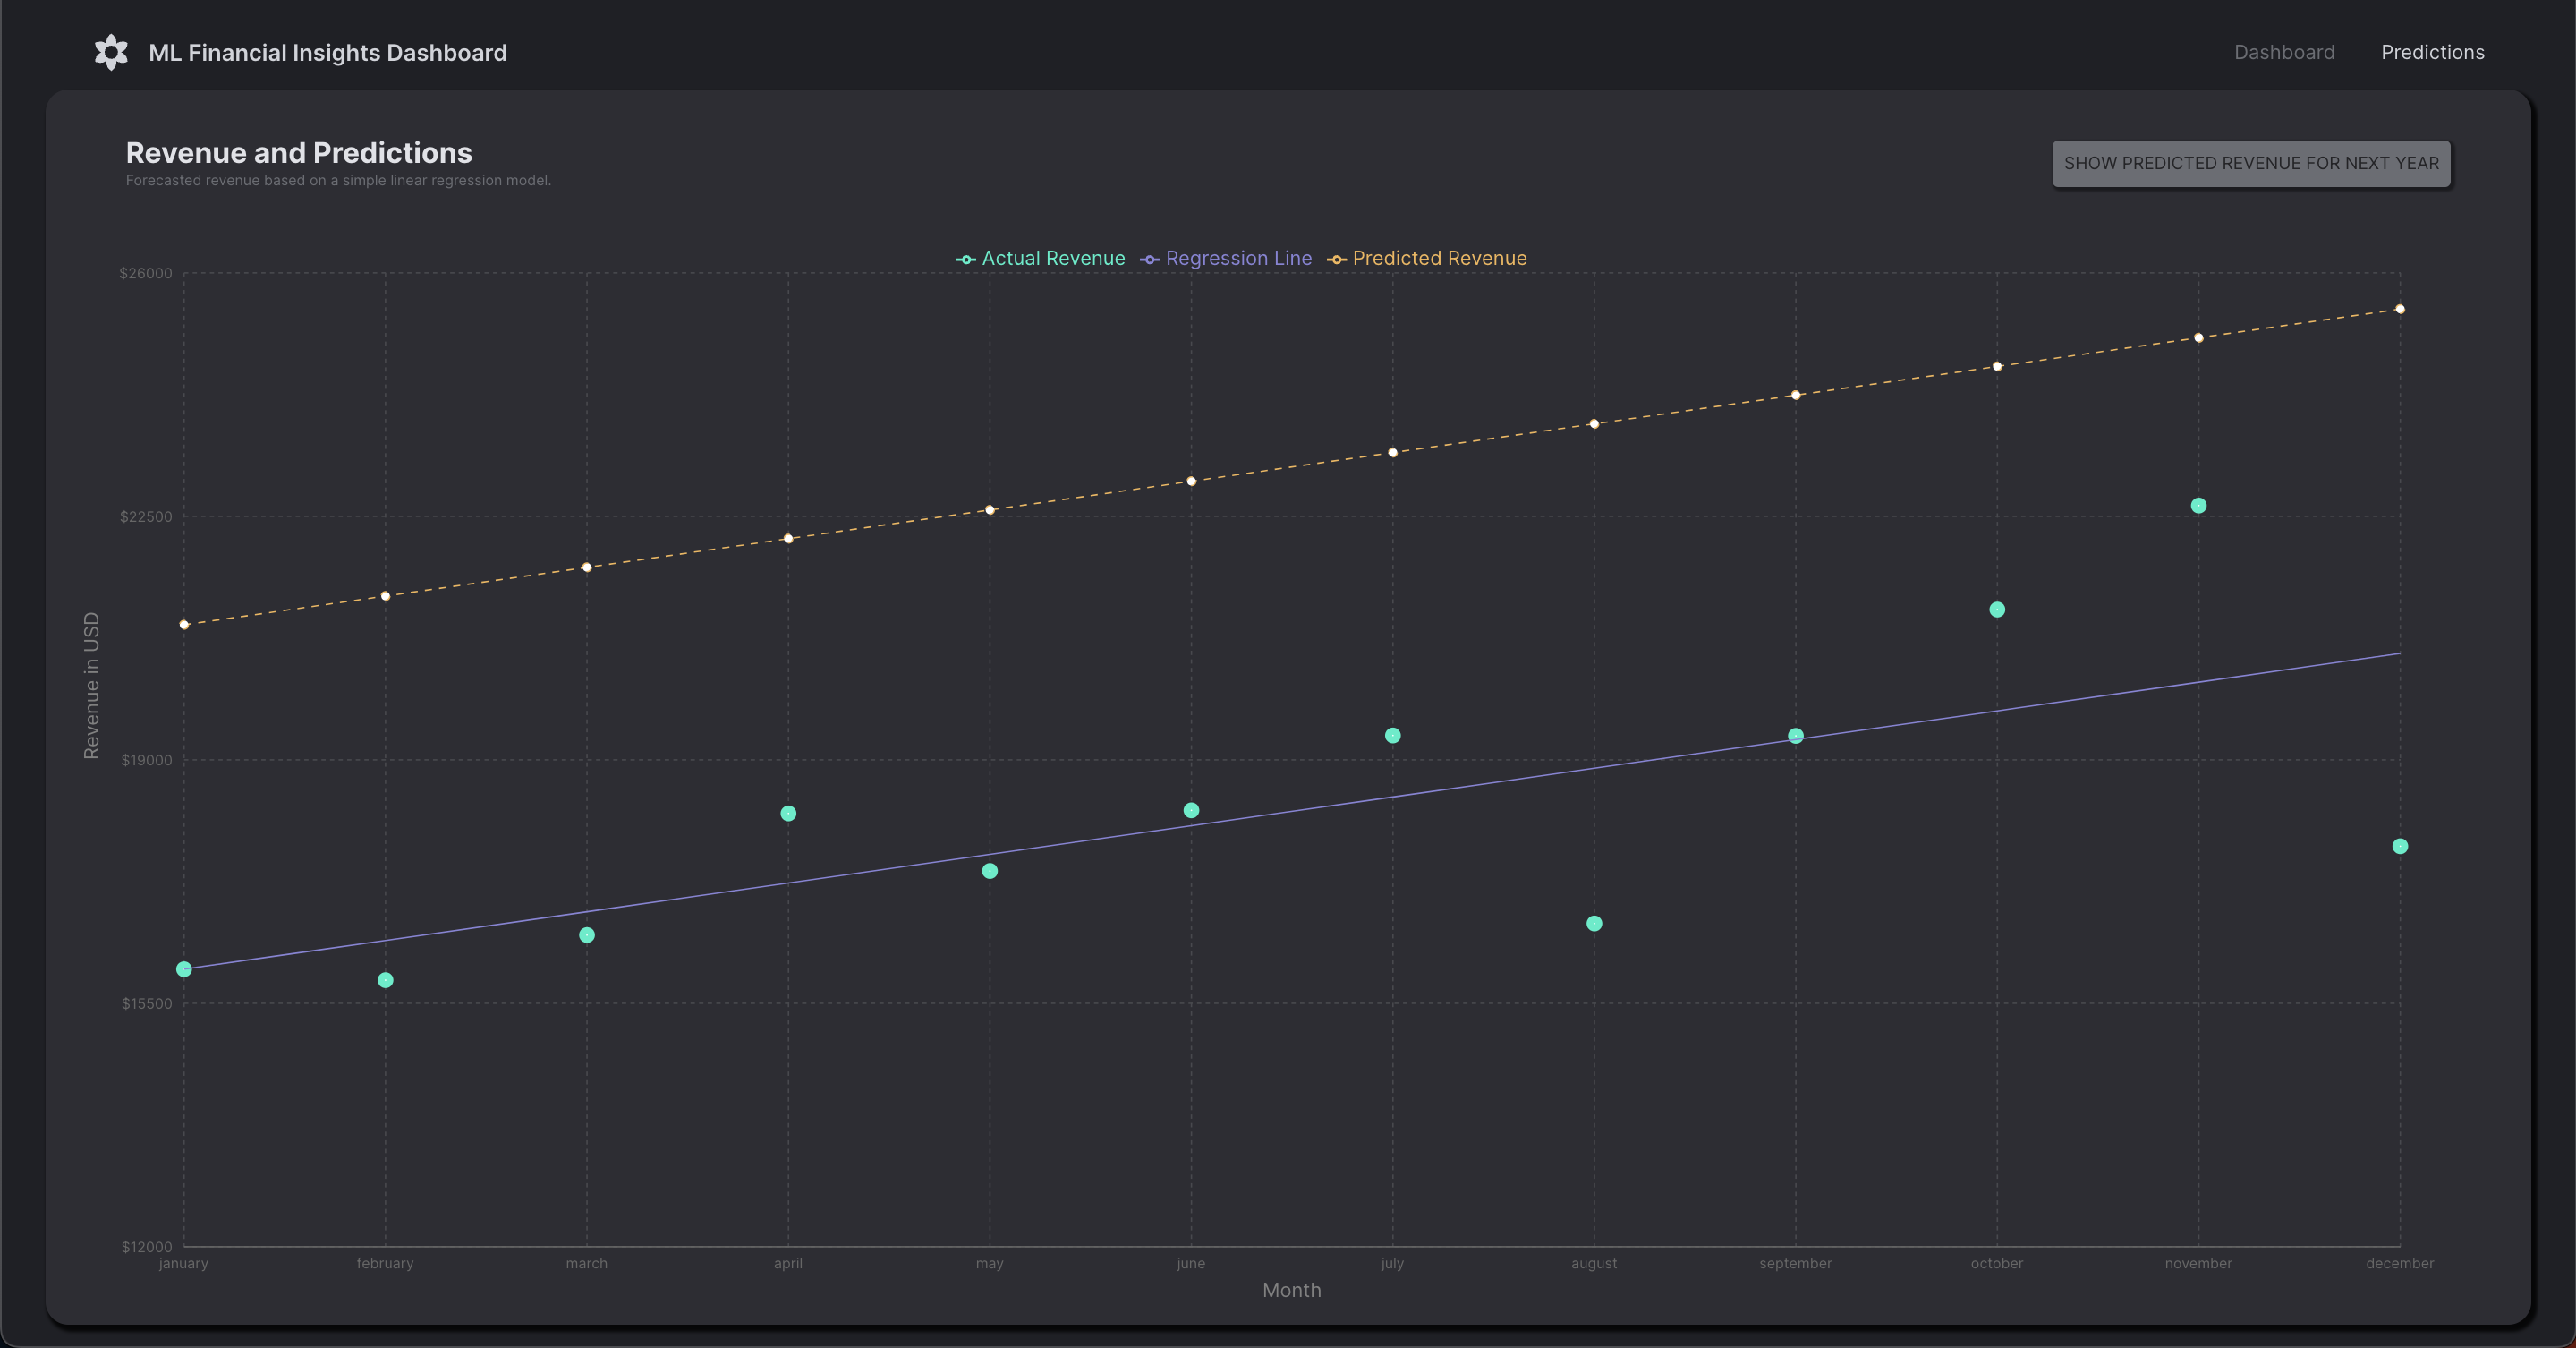 ML Financial Insights Dashboard
Dashboard
Predictions
Revenue and Predictions
Forecasted revenue based on a simple linear regression model.
SHOW PREDICTED REVENUE FOR NEXT YEAR
Actual Revenue Regression Line Predicted Revenue
$26000
$22500
$19000
$15500
$12000
Revenue in USD
january february march april may june july august september october november december
Month